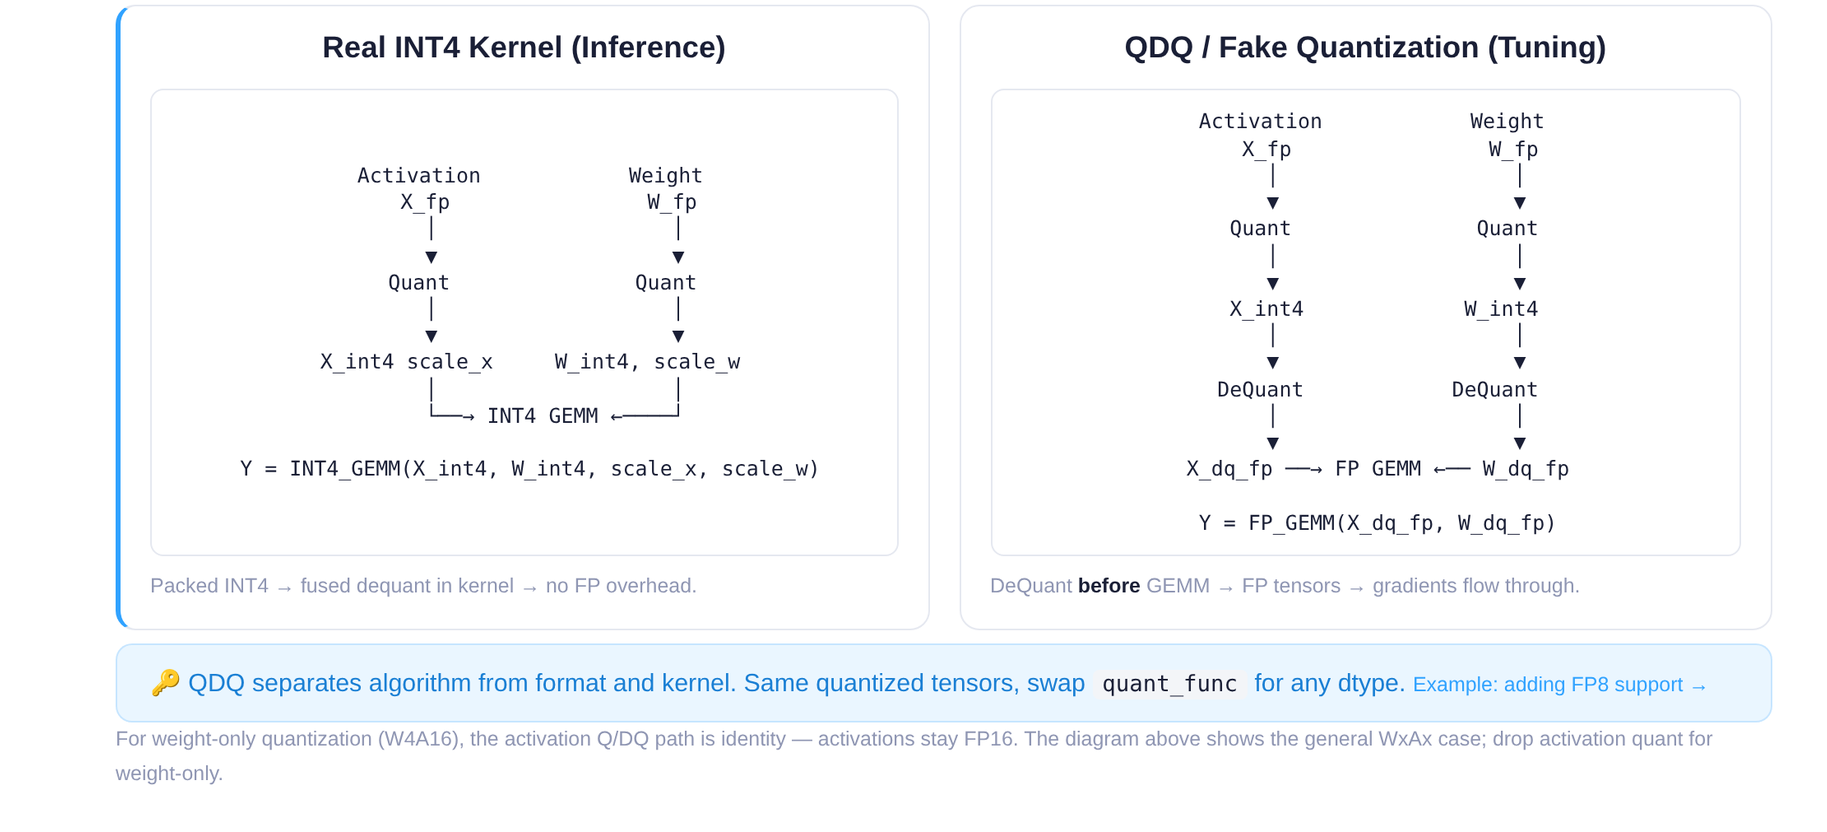 Real INT4 Kernel (Inference)
Activation Weight
X_fp W_fp
Quant Quant
X_int4 scale_x W_int4, scale_w
→ INT4 GEMM ←
Y = INT4_GEMM(X_int4, W_int4, scale_x, scale_w)
Packed INT4 → fused dequant in kernel → no FP overhead.
QDQ / Fake Quantization (Tuning)
Activation Weight
X_fp W_fp
Quant Quant
X_int4 W_int4
DeQuant DeQuant
X_dq_fp ──→ FP GEMM ←── W_dq_fp
Y = FP_GEMM(X_dq_fp, W_dq_fp)
DeQuant before GEMM → FP tensors → gradients flow through.
🔑 QDQ separates algorithm from format and kernel. Same quantized tensors, swap quant_func for any dtype. Example: adding FP8 support →
For weight-only quantization (W4A16), the activation Q/DQ path is identity — activations stay FP16. The diagram above shows the general WxAx case; drop activation quant for
weight-only.